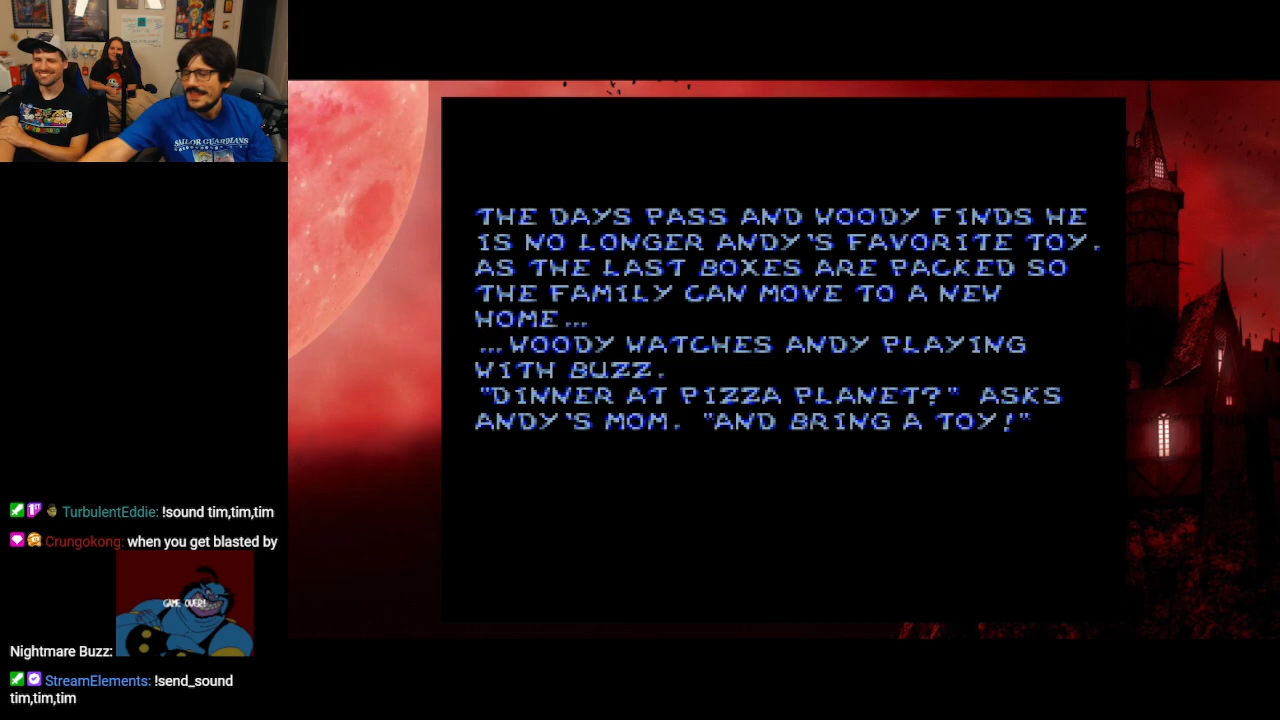 SAILOR GUARDIANS
THE DAYS PASS AND WOODY FINDS HE
IS NO LONGER ANDY'S FAVORITE TOY.
AS THE LAST BOXES ARE PACKED SO
THE FAMILY CAN MOVE TO A NEW
HOME...
...WOODY WATCHES ANDY PLAYING
WITH BUZZ.
"DINNER AT PIZZA PLANET?" ASKS
ANDY'S MOM. "AND BRING A TOY!"
TurbulentEddie: !sound tim,tim,tim
Crungokong: when you get blasted by
GAME OVER!
Nightmare Buzz:
StreamElements: !send_sound
tim,tim,tim